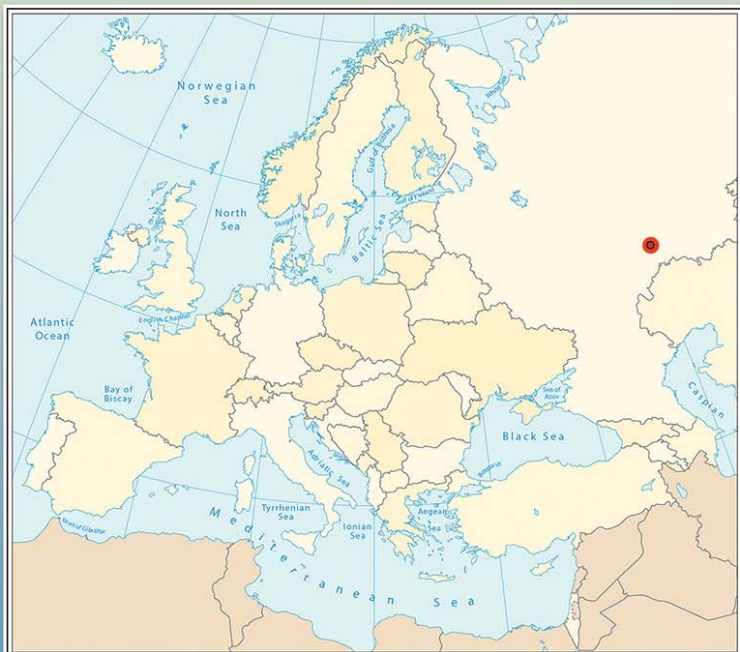 Norwegian
Sea
White Sea
Gulf of Bothnia
Gulf of Finland
North
Sea
Skagerra
Baltic Sea
English Channel
Atlantic
Ocean
Bay of
Biscay
Sea of
Azov
Caspian
Black Sea
Bosporus
Adriatic Sea
Tyrrhenian
Sea
Ionian
Sea
Aegean
Sea
Strait of Gibraltar
Mediterranean Sea